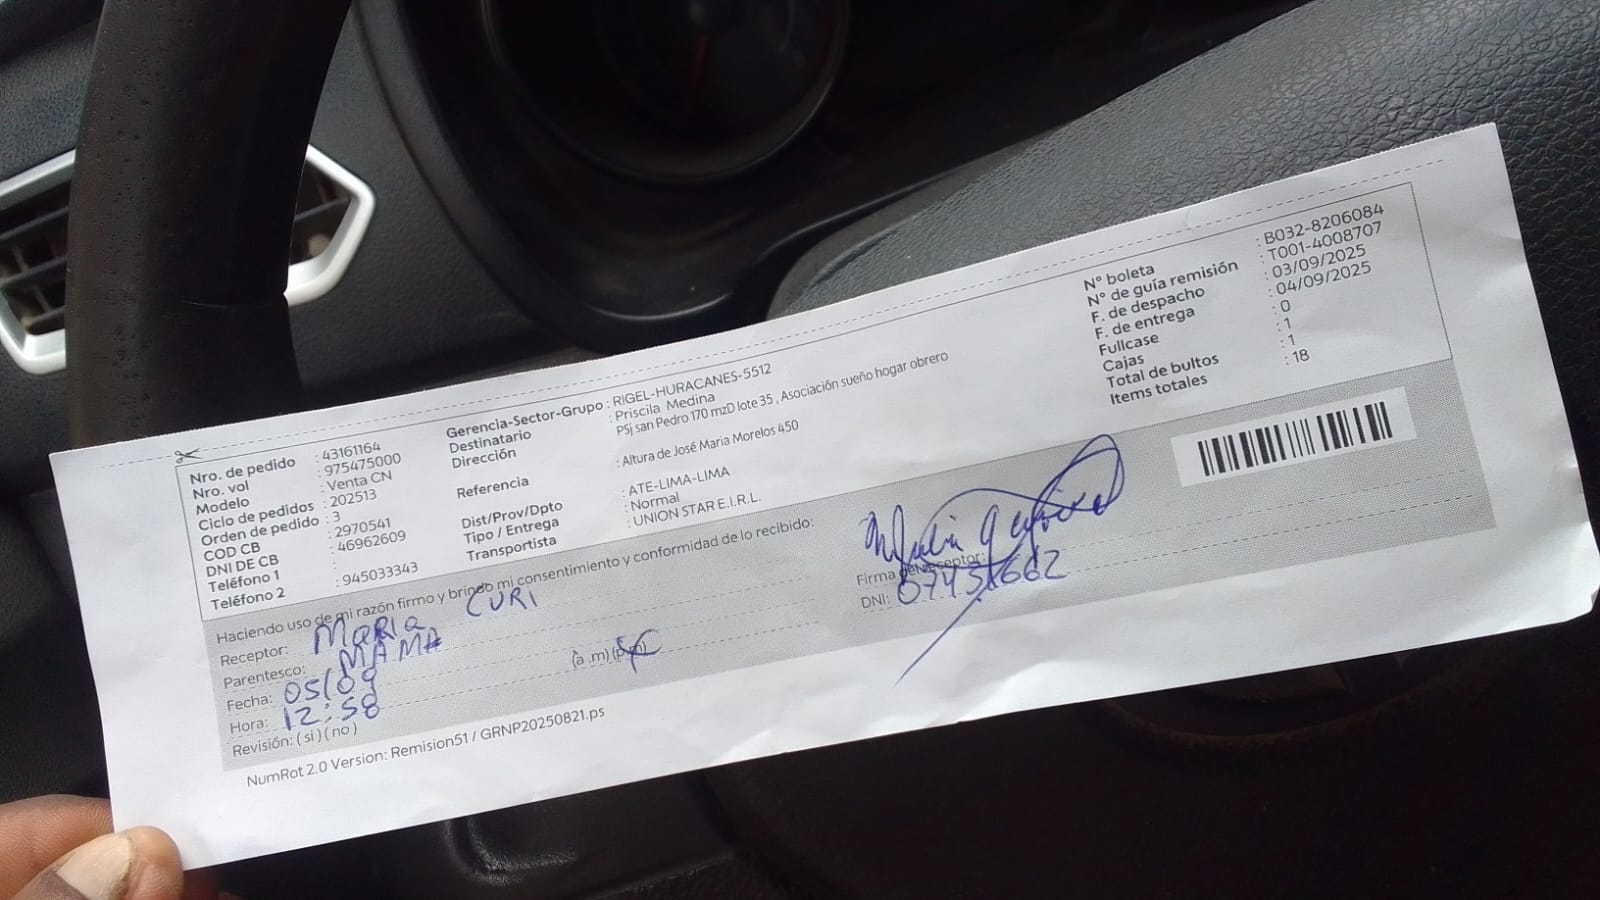 Nro. de pedido : 43161164
Nro. vol : 975475000
Modelo : Venta CN
Ciclo de pedidos : 202513
Orden de pedido : 3
COD CB : 2970541
DNI DE CB : 46962609
Teléfono 1
Teléfono 2 : 945033343
Gerencia-Sector-Grupo : RIGEL-HURACANES-5512
Destinatario : Priscila Medina
Dirección PSj san Pedro 170 mzD lote 35 , Asociación sueño hogar obrero
Referencia : Altura de José Maria Morelos 450
Dist/Prov/Dpto : ATE-LIMA-LIMA
Tipo / Entrega : Normal
Transportista : UNION STAR E.I.R.L.
N° boleta : B032-8206084
N° de guía remisión : T001-4008707
F. de despacho : 03/09/2025
F. de entrega : 04/09/2025
Fullcase : 0
Cajas : 1
Total de bultos : 1
Items totales : 18
Haciendo uso de mi razón firmo y brindo mi consentimiento y conformidad de lo recibido:
Receptor: MARIA CURI
Parentesco: MAMA
Fecha: 05/09
Hora: 12:58 (a .m) (p.m)
Revisión: ( si ) ( no )
Firma del receptor:
DNI:
NumRot 2.0 Version: Remision51 / GRNP20250821.ps